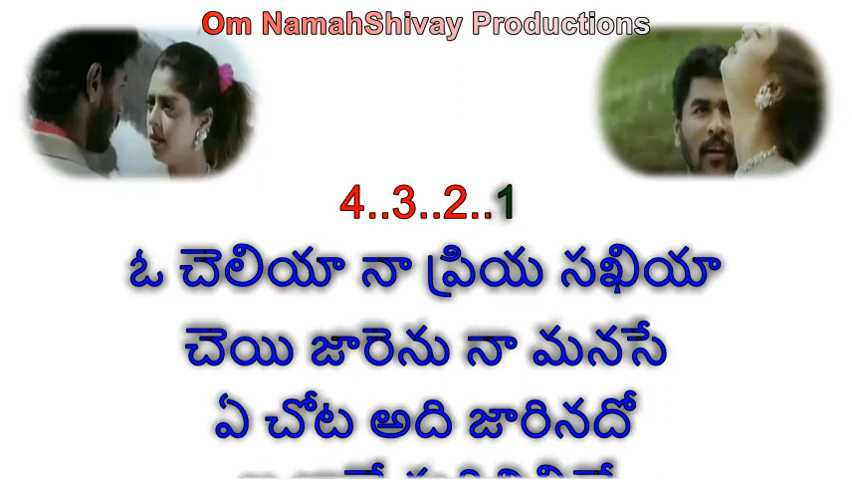 Om NamahShivay Productions
4..3..2..1
ఓ చెలియా నా ప్రియ సఖియా
చెయి జారెను నా మనసే
ఏ చోట అది జారినదో